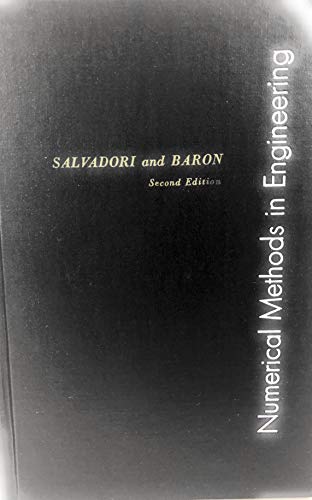 SALVADORI and BARON
Second Edition
Numerical Methods in Engineering